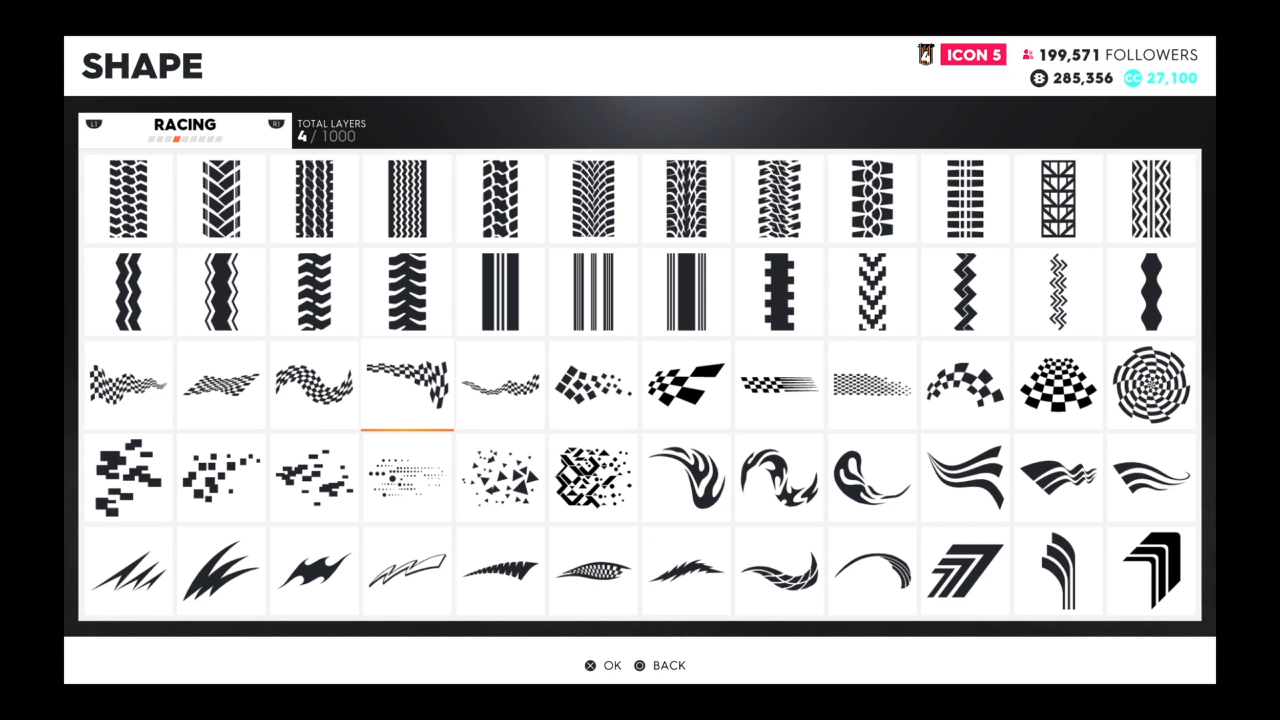 SHAPE
ICON 5
199,571 FOLLOWERS
285,356
CC 27,100
L1 RACING R1
TOTAL LAYERS
4 / 1000
OK
BACK